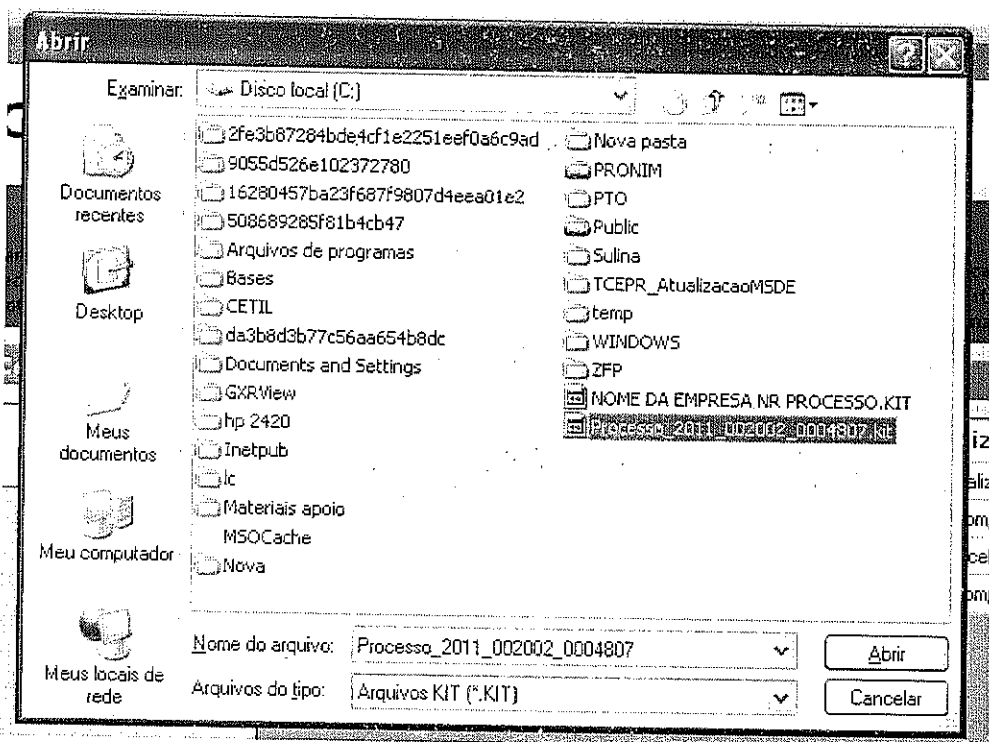 Abrir
Examinar: Disco local (C:)
Documentos recentes
Desktop
Meus documentos
Meu computador
Meus locais de rede
2fe3b87284bde4cf1e2251eef0a6c9ad
9055d526e102372780
16280457ba23f687f9807d4eea01e2
508689285f81b4cb47
Arquivos de programas
Bases
CETIL
da3b8d3b77c56aa654b8dc
Documents and Settings
GXRView
hp 2420
Inetpub
lc
Materiais apoio
MSOCache
Nova
Nova pasta
PRONIM
PTO
Public
Sulina
TCEPR_AtualizacaoMSDE
temp
WINDOWS
ZFP
NOME DA EMPRESA NR PROCESSO.KIT
Processo_2011_002002_0004807.kit
Nome do arquivo: Processo_2011_002002_0004807
Abrir
Arquivos do tipo: Arquivos KIT (*.KIT)
Cancelar